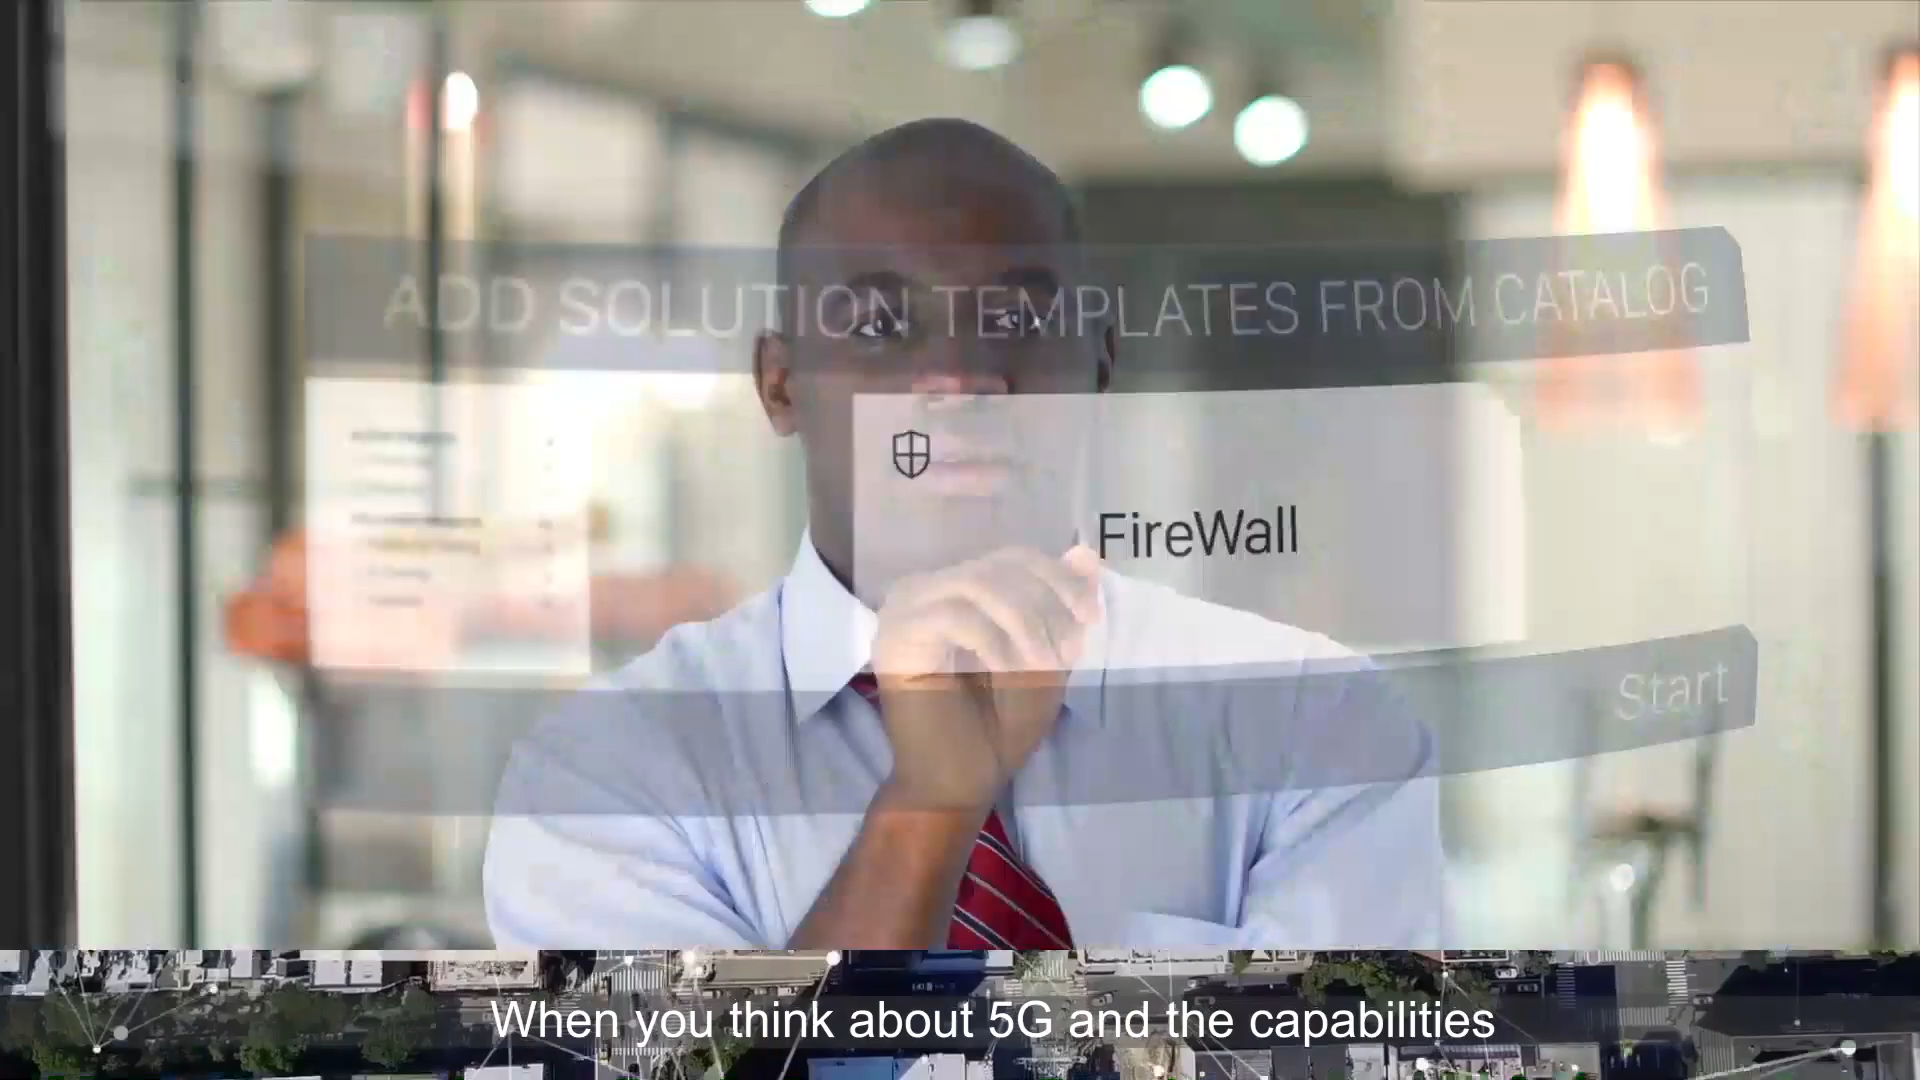 ADD SOLUTION TEMPLATES FROM CATALOG
FireWall
Start
When you think about 5G and the capabilities